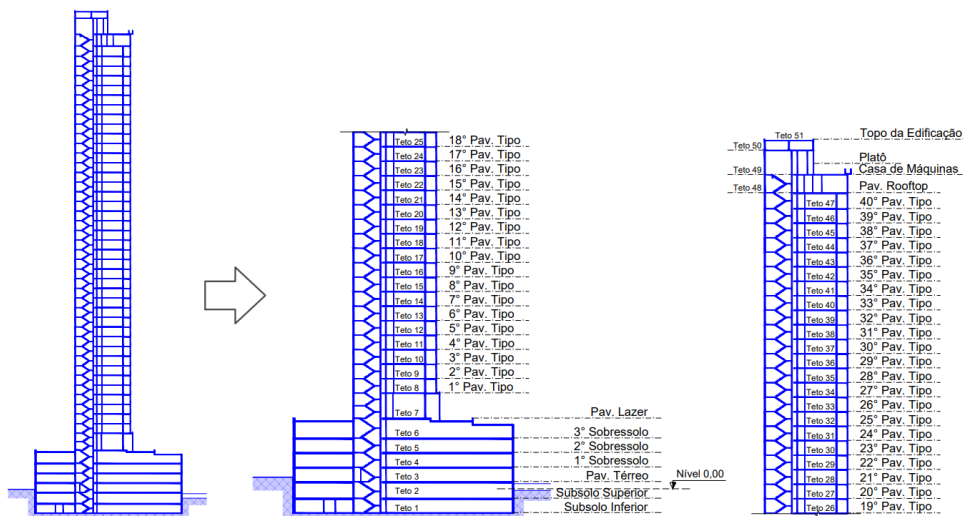 Teto 25 18° Pav. Tipo
Teto 24 17° Pav. Tipo
Teto 23 16° Pav. Tipo
Teto 22 15° Pav. Tipo
Teto 21 14° Pav. Tipo
Teto 20 13° Pav. Tipo
Teto 19 12° Pav. Tipo
Teto 18 11° Pav. Tipo
Teto 17 10° Pav. Tipo
Teto 16 9° Pav. Tipo
Teto 15 8° Pav. Tipo
Teto 14 7° Pav. Tipo
Teto 13 6° Pav. Tipo
Teto 12 5° Pav. Tipo
Teto 11 4° Pav. Tipo
Teto 10 3° Pav. Tipo
Teto 9 2° Pav. Tipo
Teto 8 1° Pav. Tipo
Teto 7 Pav. Lazer
Teto 6 3° Sobressolo
Teto 5 2° Sobressolo
Teto 4 1° Sobressolo
Teto 3 Pav. Térreo
Nível 0,00
Teto 2 Subsolo Superior
Teto 1 Subsolo Inferior
Teto 51 Topo da Edificação
Teto 50
Platô
Teto 49 Casa de Máquinas
Teto 48 Pav. Rooftop
Teto 47 40° Pav. Tipo
Teto 46 39° Pav. Tipo
Teto 45 38° Pav. Tipo
Teto 44 37° Pav. Tipo
Teto 43 36° Pav. Tipo
Teto 42 35° Pav. Tipo
Teto 41 34° Pav. Tipo
Teto 40 33° Pav. Tipo
Teto 39 32° Pav. Tipo
Teto 38 31° Pav. Tipo
Teto 37 30° Pav. Tipo
Teto 36 29° Pav. Tipo
Teto 35 28° Pav. Tipo
Teto 34 27° Pav. Tipo
Teto 33 26° Pav. Tipo
Teto 32 25° Pav. Tipo
Teto 31 24° Pav. Tipo
Teto 30 23° Pav. Tipo
Teto 29 22° Pav. Tipo
Teto 28 21° Pav. Tipo
Teto 27 20° Pav. Tipo
Teto 26 19° Pav. Tipo